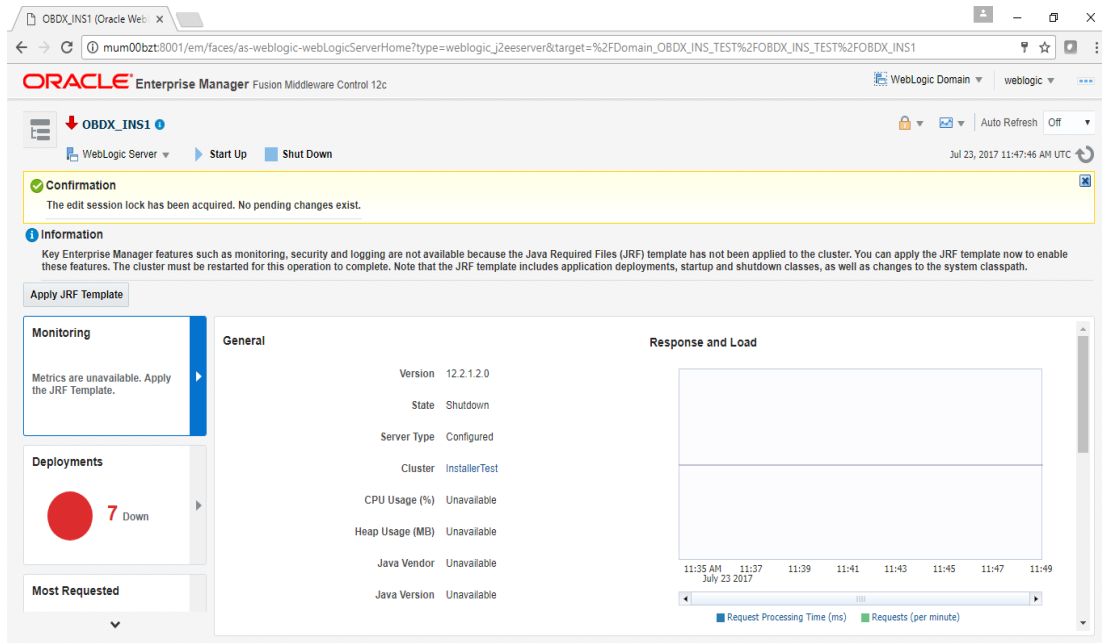 OBDX_INS1 (Oracle Web
mum00bzt:8001/em/faces/as-weblogic-webLogicServerHome?type=weblogic_j2eeserver&target=%2FDomain_OBDX_INS_TEST%2FOBDX_INS_TEST%2FOBDX_INS1
ORACLE Enterprise Manager Fusion Middleware Control 12c
WebLogic Domain
weblogic
OBDX_INS1
Auto Refresh Off
WebLogic Server Start Up Shut Down
Jul 23, 2017 11:47:46 AM UTC
Confirmation
The edit session lock has been acquired. No pending changes exist.
Information
Key Enterprise Manager features such as monitoring, security and logging are not available because the Java Required Files (JRF) template has not been applied to the cluster. You can apply the JRF template now to enable
these features. The cluster must be restarted for this operation to complete. Note that the JRF template includes application deployments, startup and shutdown classes, as well as changes to the system classpath.
Apply JRF Template
Monitoring
Metrics are unavailable. Apply
the JRF Template.
Deployments
7 Down
Most Requested
General
Version 12.2.1.2.0
State Shutdown
Server Type Configured
Cluster InstallerTest
CPU Usage (%) Unavailable
Heap Usage (MB) Unavailable
Java Vendor Unavailable
Java Version Unavailable
Response and Load
11:35 AM 11:37 11:39 11:41 11:43 11:45 11:47 11:49
July 23 2017
Request Processing Time (ms) Requests (per minute)